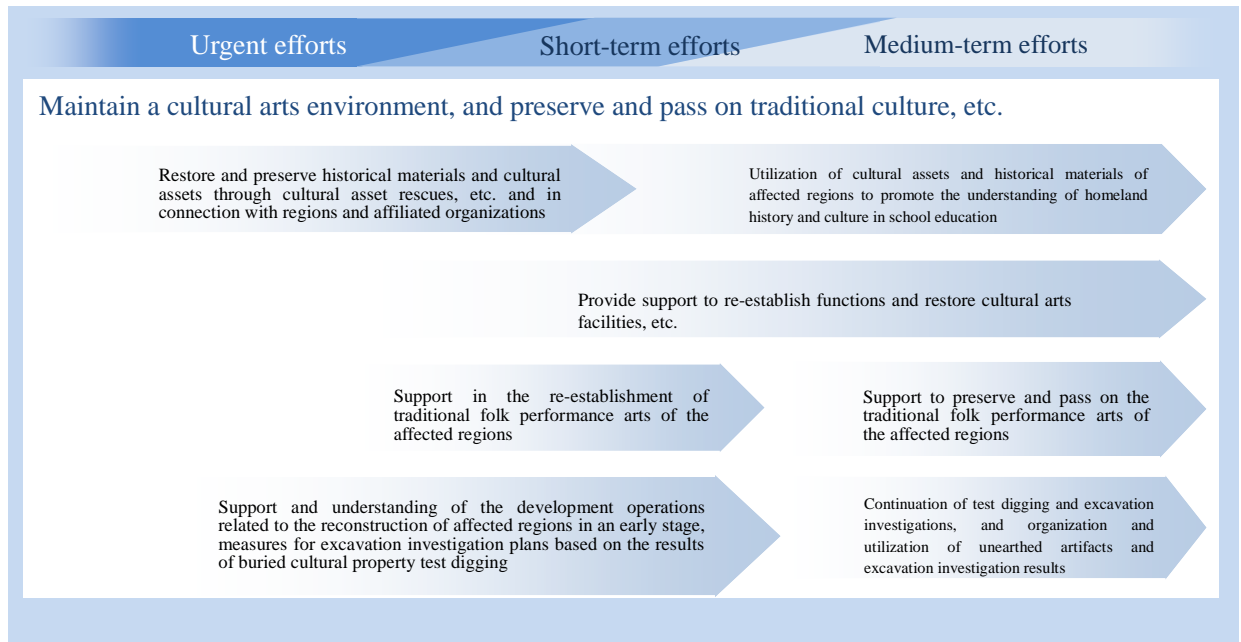 Urgent efforts
Short-term efforts
Medium-term efforts
Maintain a cultural arts environment, and preserve and pass on traditional culture, etc.
Restore and preserve historical materials and cultural
assets through cultural asset rescues, etc. and in
connection with regions and affiliated organizations
Utilization of cultural assets and historical materials of
affected regions to promote the understanding of homeland
history and culture in school education
Provide support to re-establish functions and restore cultural arts
facilities, etc.
Support in the re-establishment of
traditional folk performance arts of the
affected regions
Support to preserve and pass on the
traditional folk performance arts of
the affected regions
Support and understanding of the development operations
related to the reconstruction of affected regions in an early stage,
measures for excavation investigation plans based on the results
of buried cultural property test digging
Continuation of test digging and excavation
investigations, and organization and
utilization of unearthed artifacts and
excavation investigation results